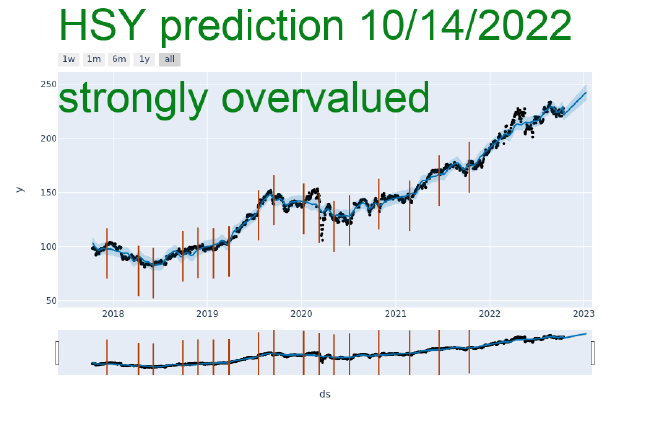 HSY prediction 10/14/2022
1w 1m 6m 1y all
strongly overvalued
250
200
150
100
50
y
2018 2019 2020 2021 2022 2023
ds